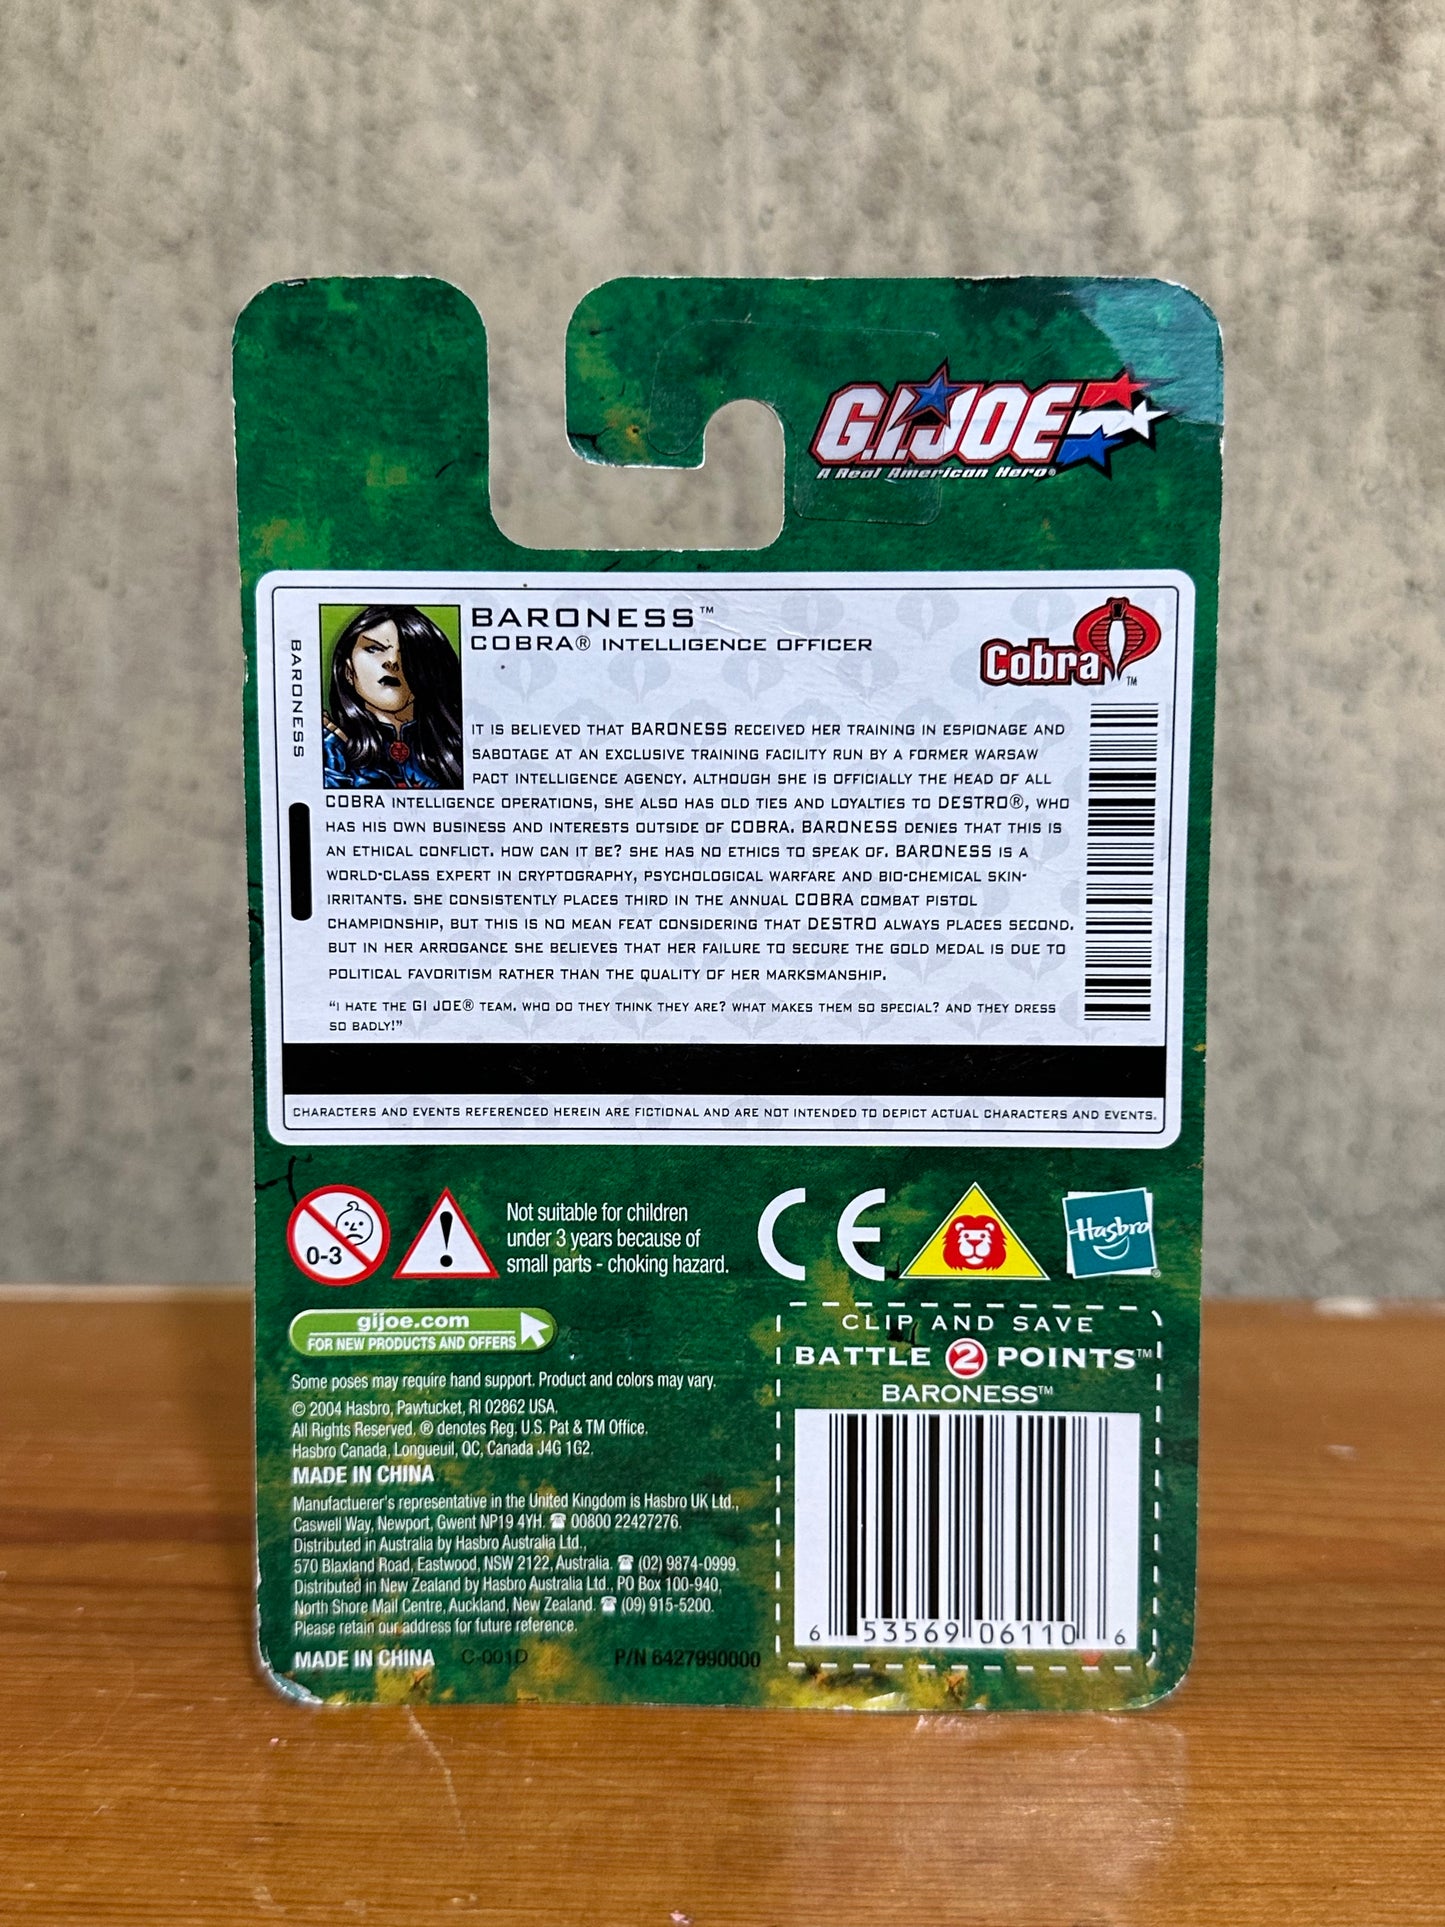 G.I.JOE
A Real American Hero®
BARONESS™
COBRA® INTELLIGENCE OFFICER
Cobra™
BARONESS
IT IS BELIEVED THAT BARONESS RECEIVED HER TRAINING IN ESPIONAGE AND
SABOTAGE AT AN EXCLUSIVE TRAINING FACILITY RUN BY A FORMER WARSAW
PACT INTELLIGENCE AGENCY. ALTHOUGH SHE IS OFFICIALLY THE HEAD OF ALL
COBRA INTELLIGENCE OPERATIONS, SHE ALSO HAS OLD TIES AND LOYALTIES TO DESTRO®, WHO
HAS HIS OWN BUSINESS AND INTERESTS OUTSIDE OF COBRA. BARONESS DENIES THAT THIS IS
AN ETHICAL CONFLICT. HOW CAN IT BE? SHE HAS NO ETHICS TO SPEAK OF. BARONESS IS A
WORLD-CLASS EXPERT IN CRYPTOGRAPHY, PSYCHOLOGICAL WARFARE AND BIO-CHEMICAL SKIN-
IRRITANTS. SHE CONSISTENTLY PLACES THIRD IN THE ANNUAL COBRA COMBAT PISTOL
CHAMPIONSHIP, BUT THIS IS NO MEAN FEAT CONSIDERING THAT DESTRO ALWAYS PLACES SECOND.
BUT IN HER ARROGANCE SHE BELIEVES THAT HER FAILURE TO SECURE THE GOLD MEDAL IS DUE TO
POLITICAL FAVORITISM RATHER THAN THE QUALITY OF HER MARKSMANSHIP.
“I HATE THE GI JOE® TEAM. WHO DO THEY THINK THEY ARE? WHAT MAKES THEM SO SPECIAL? AND THEY DRESS
SO BADLY!”
CHARACTERS AND EVENTS REFERENCED HEREIN ARE FICTIONAL AND ARE NOT INTENDED TO DEPICT ACTUAL CHARACTERS AND EVENTS.
0-3
Not suitable for children
under 3 years because of
small parts - choking hazard.
CE
Hasbro®
gijoe.com
FOR NEW PRODUCTS AND OFFERS
Some poses may require hand support. Product and colors may vary.
© 2004 Hasbro, Pawtucket, RI 02862 USA.
All Rights Reserved. ® denotes Reg. U.S. Pat & TM Office.
Hasbro Canada, Longueuil, QC, Canada J4G 1G2.
MADE IN CHINA
Manufactuerer's representative in the United Kingdom is Hasbro UK Ltd.,
Caswell Way, Newport, Gwent NP19 4YH. ☎ 00800 22427276.
Distributed in Australia by Hasbro Australia Ltd.,
570 Blaxland Road, Eastwood, NSW 2122, Australia. ☎ (02) 9874-0999.
Distributed in New Zealand by Hasbro Australia Ltd., PO Box 100-940,
North Shore Mail Centre, Auckland, New Zealand. ☎ (09) 915-5200.
Please retain our address for future reference.
MADE IN CHINA C-001D P/N 6427990000
CLIP AND SAVE
BATTLE 2 POINTS™
BARONESS™
6 53569 06110 6